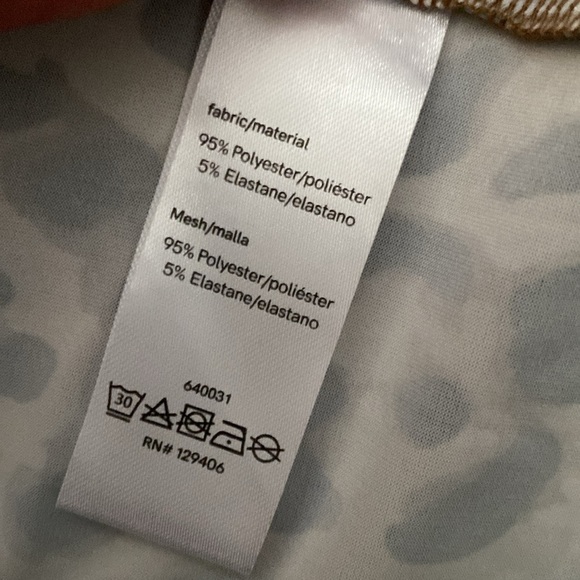 fabric/material
95% Polyester/poliéster
5% Elastane/elastano
Mesh/malla
95% Polyester/poliéster
5% Elastane/elastano
640031
30
RN# 129406